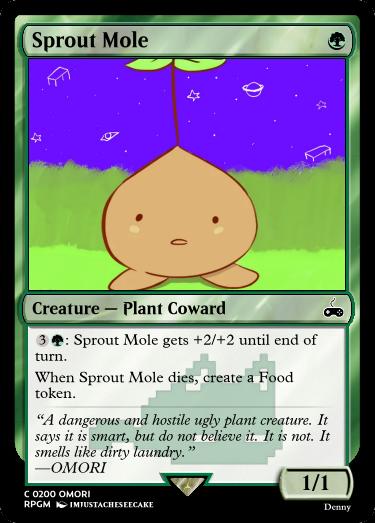 Sprout Mole
Creature — Plant Coward
3: Sprout Mole gets +2/+2 until end of
turn.
When Sprout Mole dies, create a Food
token.
“A dangerous and hostile ugly plant creature. It
says it is smart, but do not believe it. It is not. It
smells like dirty laundry.”
—OMORI
1/1
C 0200 OMORI
RPGM IMJUSTACHEESECAKE
Denny